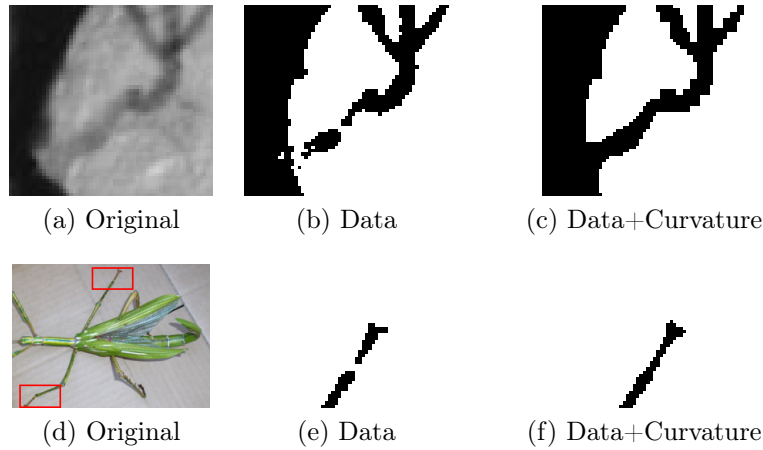 (a) Original
(b) Data
(c) Data+Curvature
(d) Original
(e) Data
(f) Data+Curvature